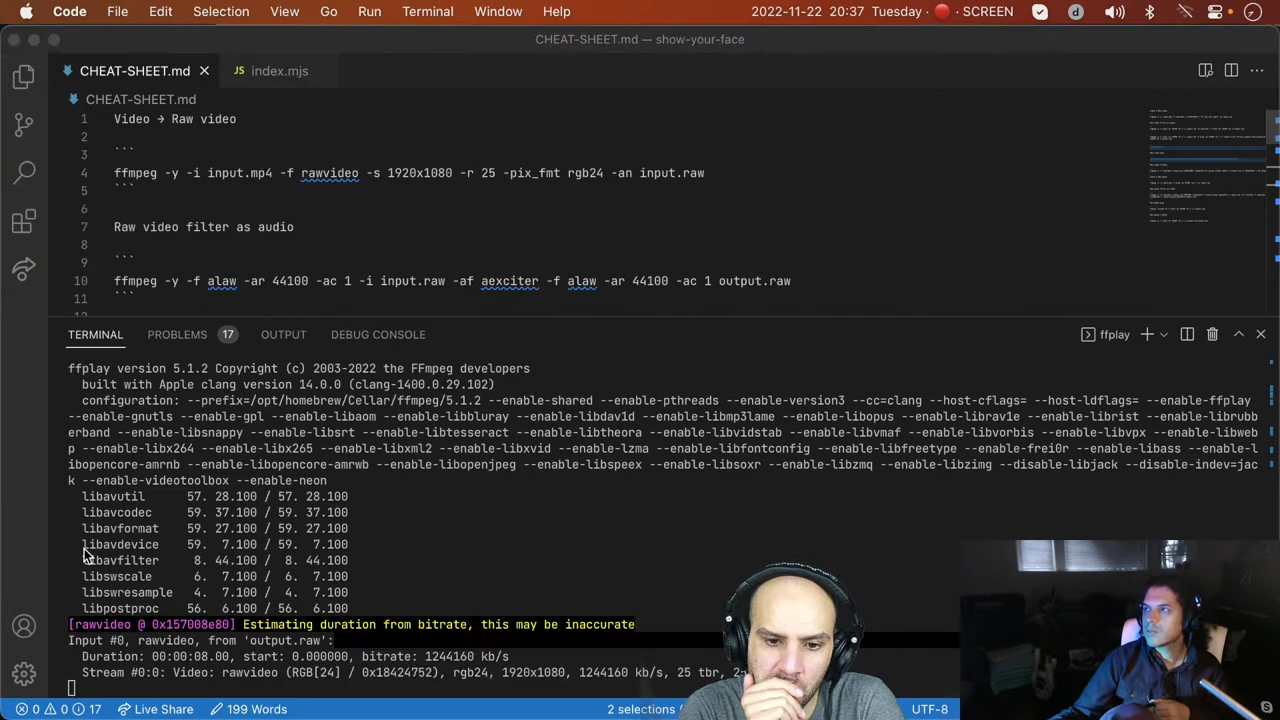 Code File Edit Selection View Go Run Terminal Window Help 2022-11-22 20:37 Tuesday SCREEN
CHEAT-SHEET.md — show-your-face
CHEAT-SHEET.md JS index.mjs
CHEAT-SHEET.md
1 Video → Raw video
2
3 ```
4 ffmpeg -y -i input.mp4 -f rawvideo -s 1920x1080 -r 25 -pix_fmt rgb24 -an input.raw
5 ```
6
7 Raw video filter as audio
8
9 ```
10 ffmpeg -y -f alaw -ar 44100 -ac 1 -i input.raw -af aexciter -f alaw -ar 44100 -ac 1 output.raw
11 ```
TERMINAL PROBLEMS 17 OUTPUT DEBUG CONSOLE ffplay
ffplay version 5.1.2 Copyright (c) 2003-2022 the FFmpeg developers
built with Apple clang version 14.0.0 (clang-1400.0.29.102)
configuration: --prefix=/opt/homebrew/Cellar/ffmpeg/5.1.2 --enable-shared --enable-pthreads --enable-version3 --cc=clang --host-cflags= --host-ldflags= --enable-ffplay
--enable-gnutls --enable-gpl --enable-libaom --enable-libbluray --enable-libdav1d --enable-libmp3lame --enable-libopus --enable-librav1e --enable-librist --enable-librubb
erband --enable-libsnappy --enable-libsrt --enable-libtesseract --enable-libtheora --enable-libvidstab --enable-libvmaf --enable-libvorbis --enable-libvpx --enable-libweb
p --enable-libx264 --enable-libx265 --enable-libxml2 --enable-libxvid --enable-lzma --enable-libfontconfig --enable-libfreetype --enable-frei0r --enable-libass --enable-l
ibopencore-amrnb --enable-libopencore-amrwb --enable-libopenjpeg --enable-libspeex --enable-libsoxr --enable-libzmq --enable-libzimg --disable-libjack --disable-indev=jac
k --enable-videotoolbox --enable-neon
libavutil 57. 28.100 / 57. 28.100
libavcodec 59. 37.100 / 59. 37.100
libavformat 59. 27.100 / 59. 27.100
libavdevice 59. 7.100 / 59. 7.100
libavfilter 8. 44.100 / 8. 44.100
libswscale 6. 7.100 / 6. 7.100
libswresample 4. 7.100 / 4. 7.100
libpostproc 56. 6.100 / 56. 6.100
[rawvideo @ 0x157008e80] Estimating duration from bitrate, this may be inaccurate
Input #0, rawvideo, from 'output.raw':
Duration: 00:00:08.00, start: 0.000000, bitrate: 1244160 kb/s
Stream #0:0: Video: rawvideo (RGB[24] / 0x18424752), rgb24, 1920x1080, 1244160 kb/s, 25 tbr,
0 0 17 Live Share 199 Words 2 selections UTF-8